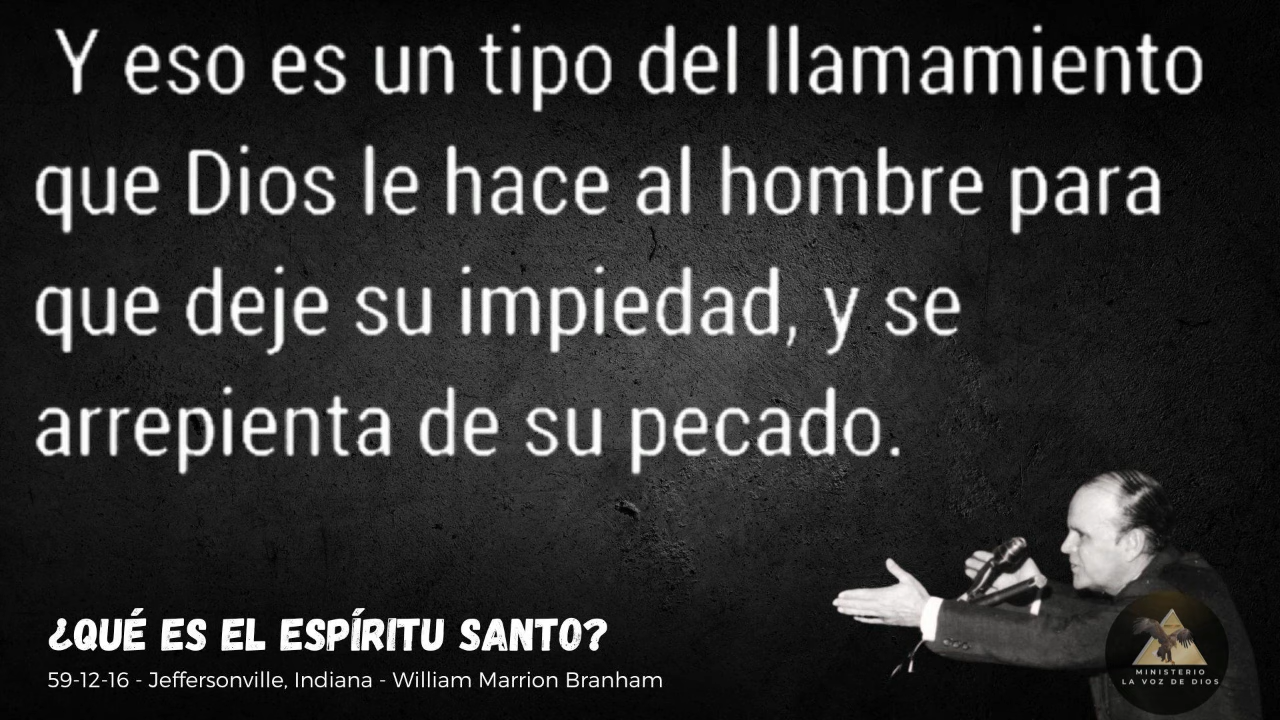 Y eso es un tipo del llamamiento
que Dios le hace al hombre para
que deje su impiedad, y se
arrepienta de su pecado.
¿QUÉ ES EL ESPÍRITU SANTO?
59-12-16 - Jeffersonville, Indiana - William Marrion Branham
MINISTERIO
LA VOZ DE DIOS